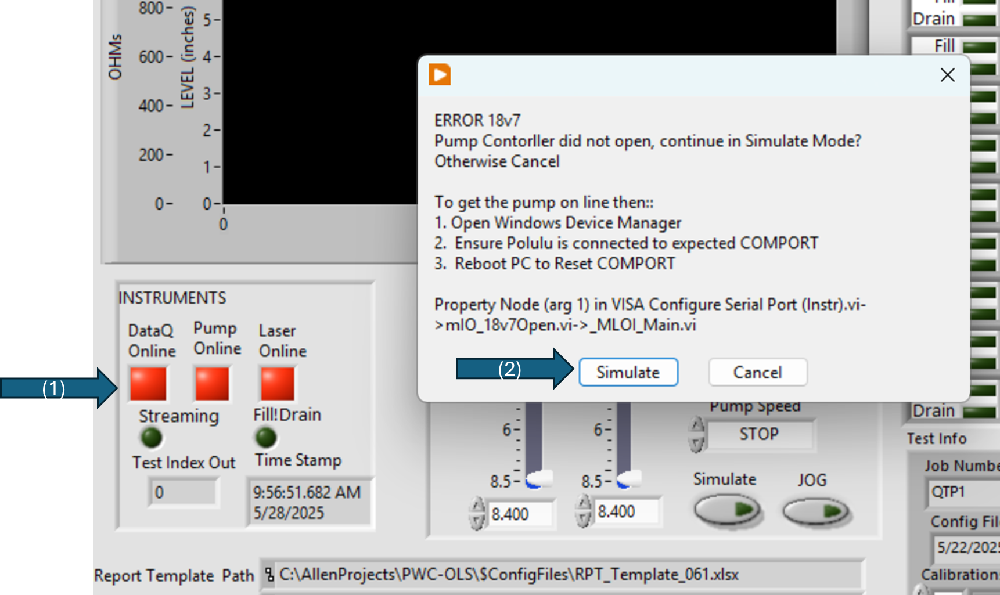 800
600
400
200
0
OHMs
LEVEL (inches)
5
4
3
2
1
0
0
Drain
Fill
ERROR 18v7
Pump Contorller did not open, continue in Simulate Mode?
Otherwise Cancel
To get the pump on line then::
1. Open Windows Device Manager
2. Ensure Polulu is connected to expected COMPORT
3. Reboot PC to Reset COMPORT
Property Node (arg 1) in VISA Configure Serial Port (Instr).vi-
>mIO_18v7Open.vi->_MLOI_Main.vi
(2)
Simulate
Cancel
INSTRUMENTS
DataQ
Online
Pump
Online
Laser
Online
(1)
Streaming
Fill!Drain
Test Index Out
0
Time Stamp
9:56:51.682 AM
5/28/2025
6
8.5
8.400
6
8.5
8.400
Pump Speed
STOP
Simulate
JOG
Drain
Test Info
Job Numbe
QTP1
Config Fil
5/22/202
Calibration
Report Template Path
C:\AllenProjects\PWC-OLS\$ConfigFiles\RPT_Template_061.xlsx